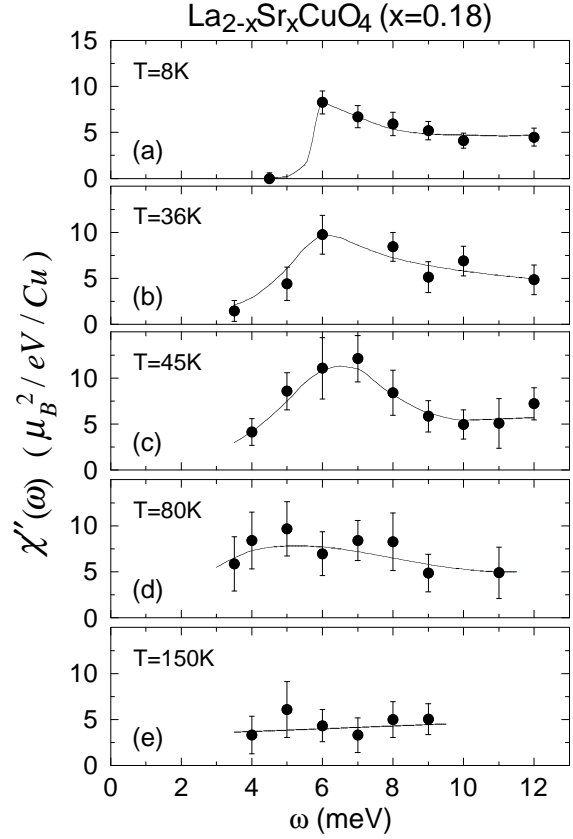 La2-xSrxCuO4 (x=0.18)
15
T=8K
10
5
(a)
0
T=36K
10
5
(b)
0
T=45K
10
5
(c)
0
T=80K
10
5
(d)
0
T=150K
10
5
(e)
0
0 2 4 6 8 10 12
ω (meV)
χ″(ω) (μB²/eV/Cu)